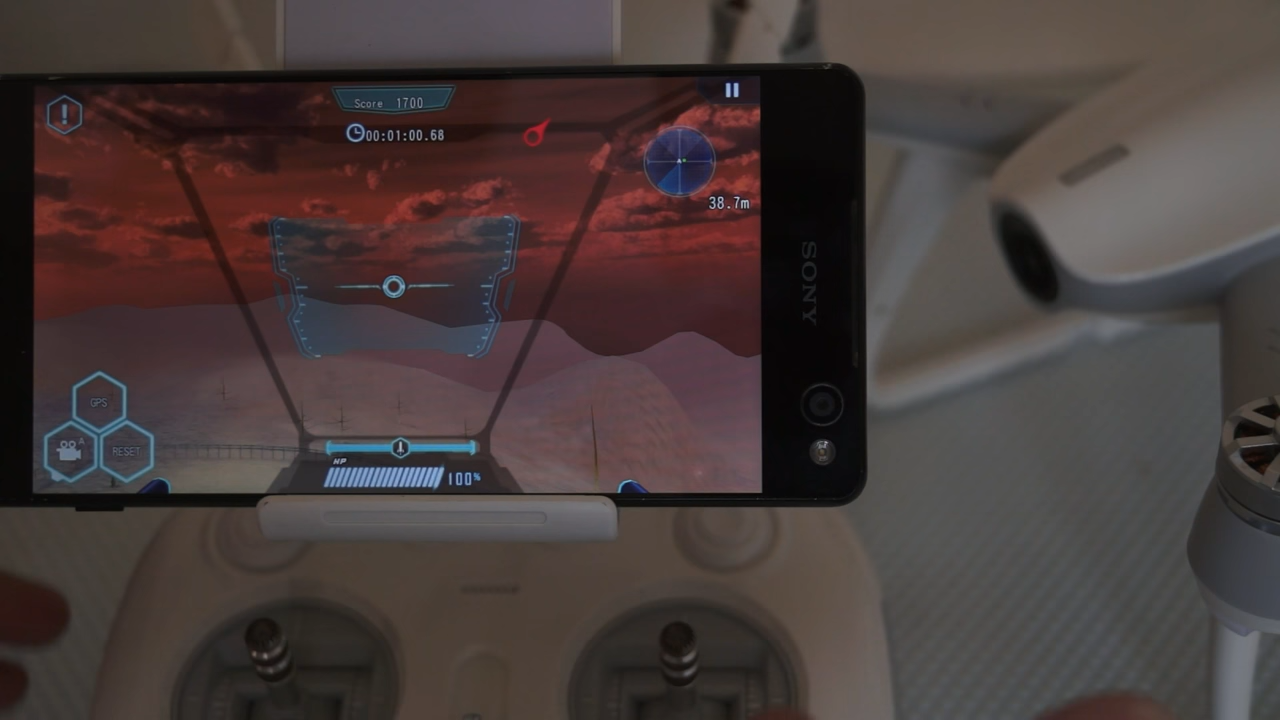 Score 1700
00:01:00.68
38.7m
SONY
GPS
A
RESET
HP
100%